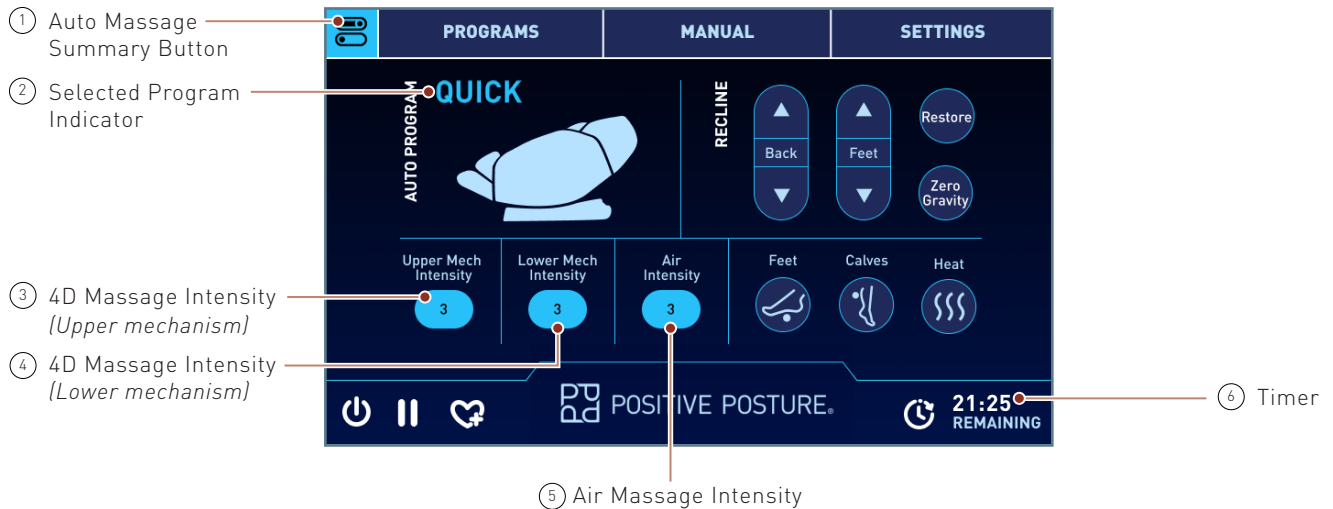 1 Auto Massage
Summary Button
2 Selected Program
Indicator
3 4D Massage Intensity
(Upper mechanism)
4 4D Massage Intensity
(Lower mechanism)
PROGRAMS
MANUAL
SETTINGS
AUTO PROGRAM
QUICK
RECLINE
Back
Feet
Restore
Zero
Gravity
Upper Mech
Intensity
3
Lower Mech
Intensity
3
Air
Intensity
3
Feet
Calves
Heat
POSITIVE POSTURE®
21:25
REMAINING
6 Timer
5 Air Massage Intensity